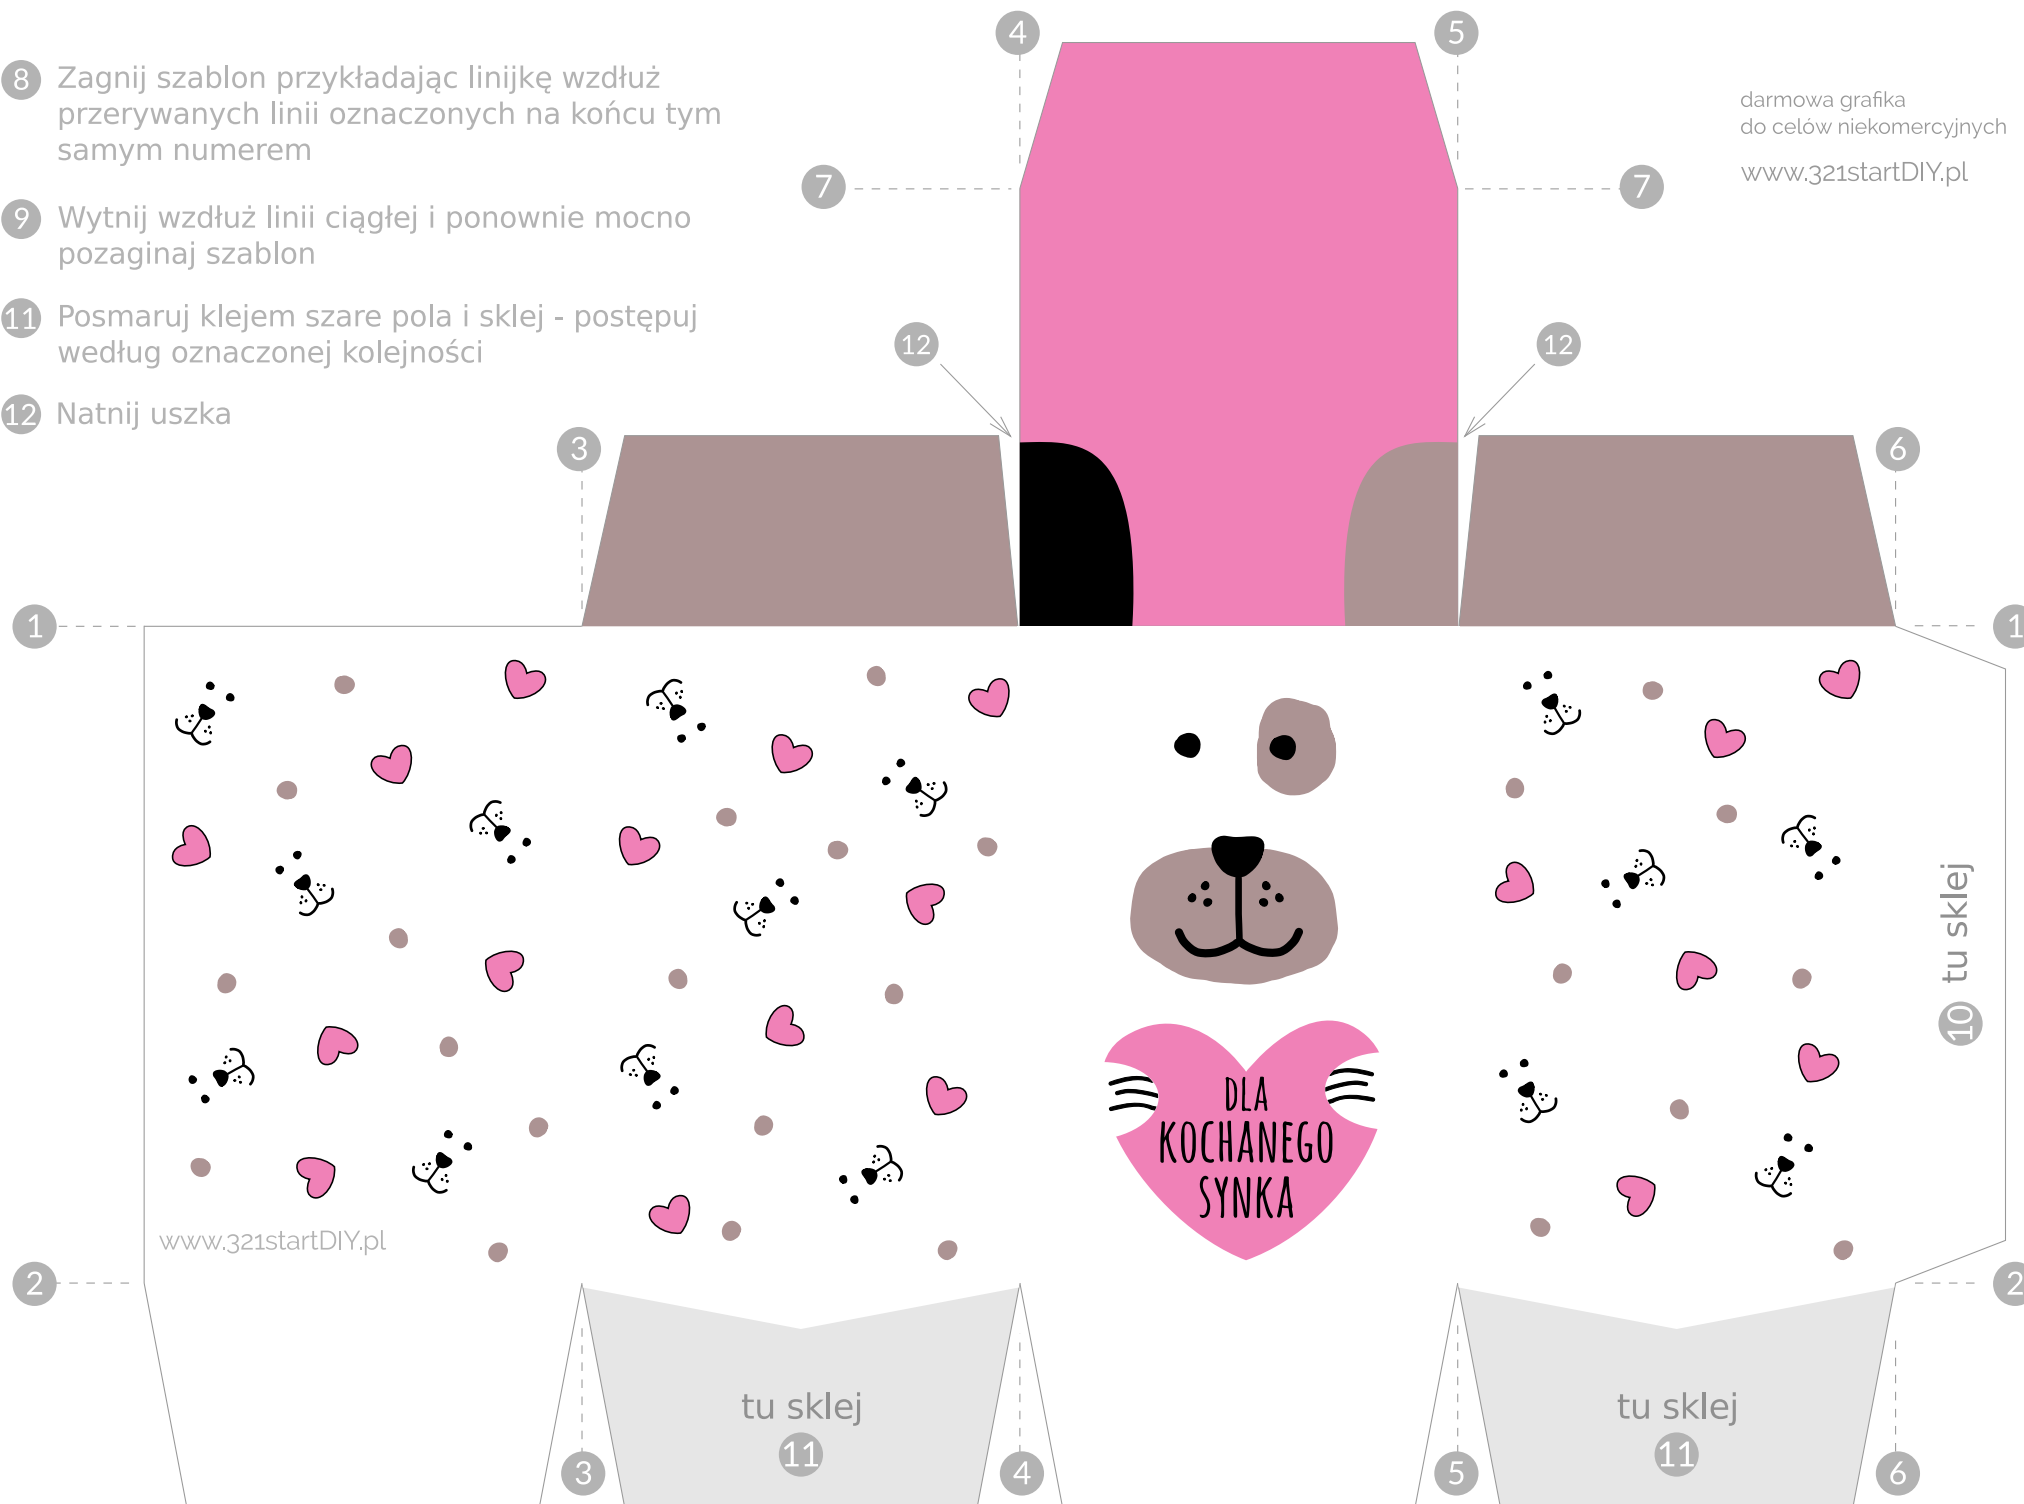 4
5
8 Zagnij szablon przykładając linijkę wzdłuż
przerywanych linii oznaczonych na końcu tym
samym numerem
darmowa grafika
do celów niekomercyjnych
www.321startDIY.pl
7
7
9 Wytnij wzdłuż linii ciągłej i ponownie mocno
pozaginaj szablon
11 Posmaruj klejem szare pola i sklej - postępuj
według oznaczonej kolejności
12
12
12 Natnij uszka
3
6
1
1
10 tu sklej
DLA
KOCHANEGO
SYNKA
www.321startDIY.pl
2
2
tu sklej
11
tu sklej
11
3
4
5
6